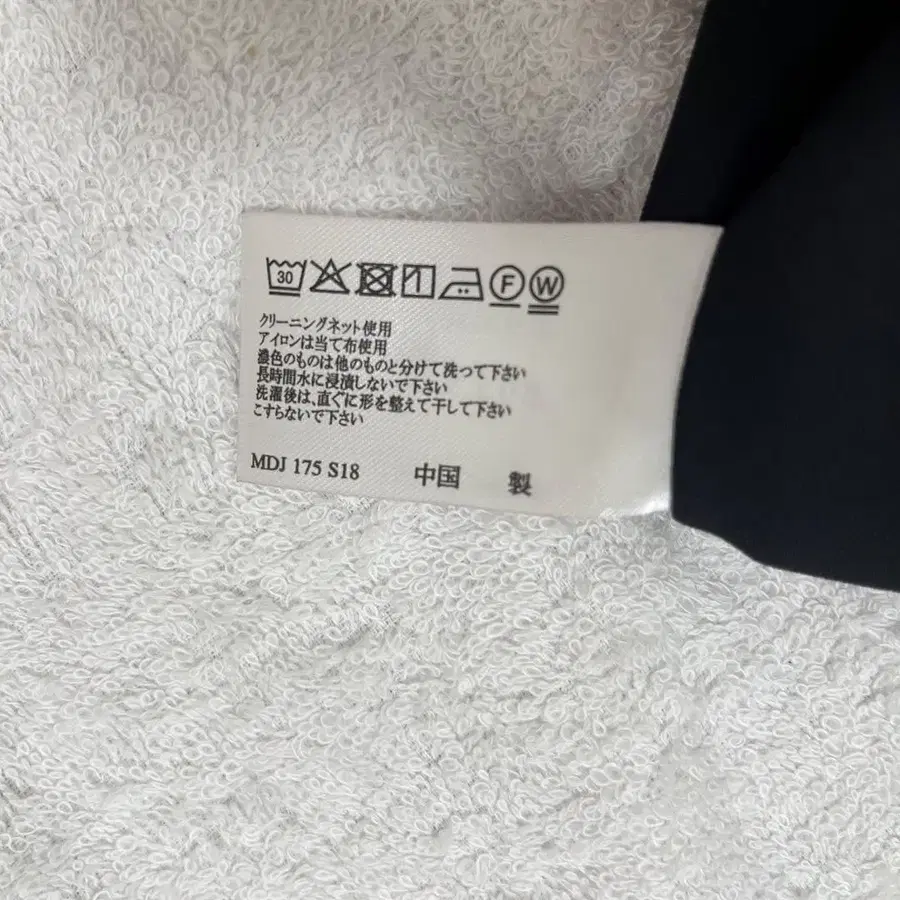 30 F W
クリーニングネット使用
アイロンは当て布使用
濃色のものは他のものと分けて洗って下さい
長時間水に浸漬しないで下さい
洗濯後は、直ぐに形を整えて干して下さい
こすらないで下さい
MDJ 175 S18 中国 製